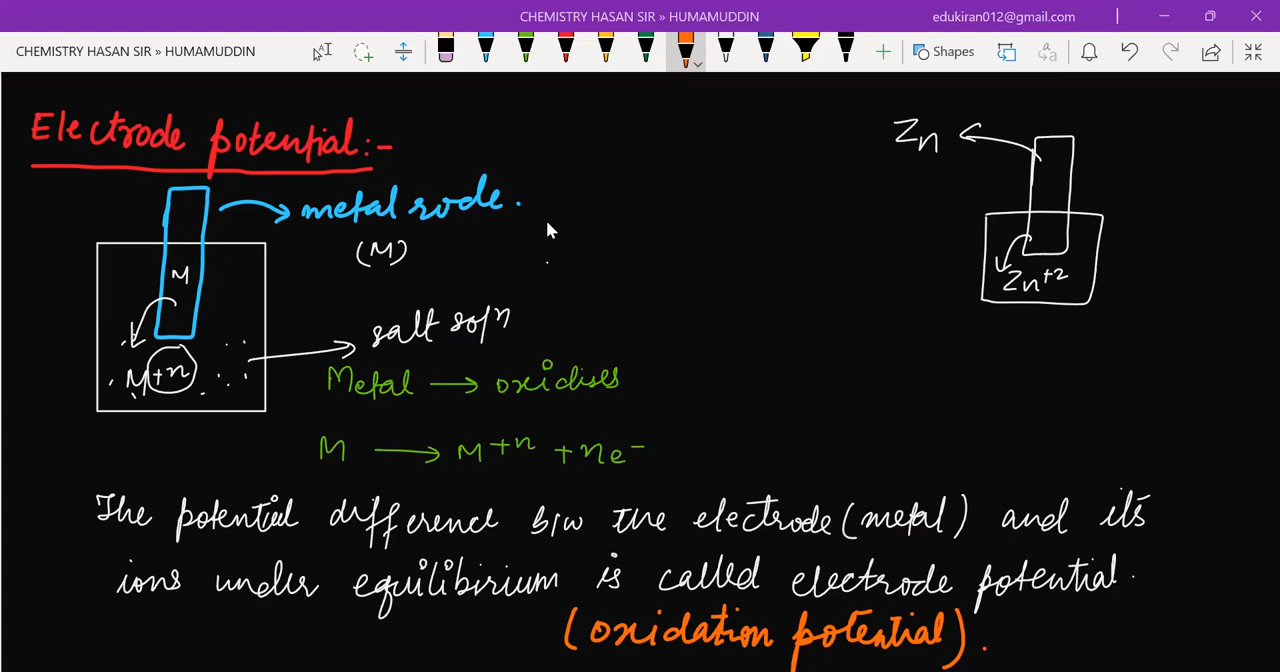 CHEMISTRY HASAN SIR » HUMAMUDDIN
edukiran012@gmail.com
CHEMISTRY HASAN SIR » HUMAMUDDIN
Shapes
Electrode potential:-
Zn
metal rode.
(M)
M
Zn+2
salt soln
M+n
Metal → oxidises
M → M+n + ne-
The potential difference b/w the electrode (metal) and it's
ions under equilibirium is called electrode potential.
(oxidation potential).